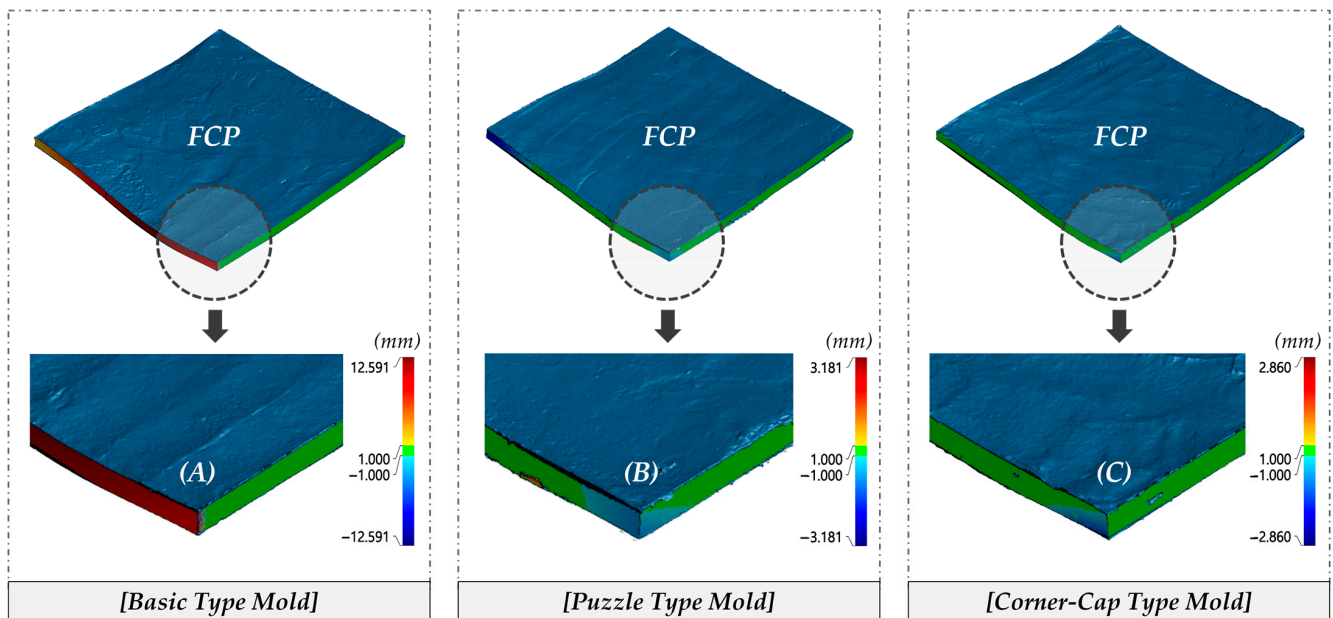 FCP
FCP
FCP
(mm)
12.591
1.000
−1.000
−12.591
(A)
(mm)
3.181
1.000
−1.000
−3.181
(B)
(mm)
2.860
1.000
−1.000
−2.860
(C)
[Basic Type Mold]
[Puzzle Type Mold]
[Corner-Cap Type Mold]